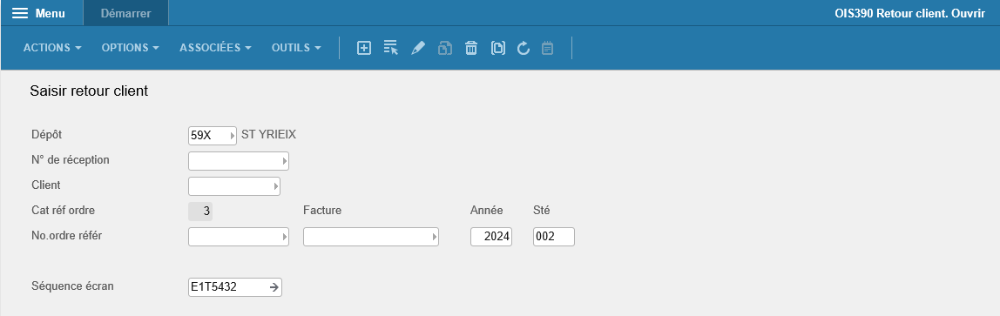 Menu Démarrer OIS390 Retour client. Ouvrir
ACTIONS OPTIONS ASSOCIÉES OUTILS
Saisir retour client
Dépôt 59X ST YRIEIX
N° de réception
Client
Cat réf ordre 3 Facture Année Sté
No.ordre référ 2024 002
Séquence écran E1T5432